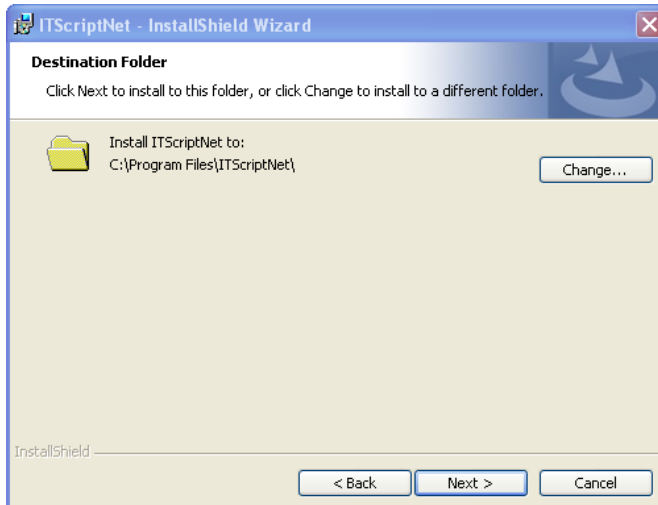 ITScriptNet - InstallShield Wizard
Destination Folder
Click Next to install to this folder, or click Change to install to a different folder.
Install ITScriptNet to:
C:\Program Files\ITScriptNet\
Change...
InstallShield
< Back
Next >
Cancel